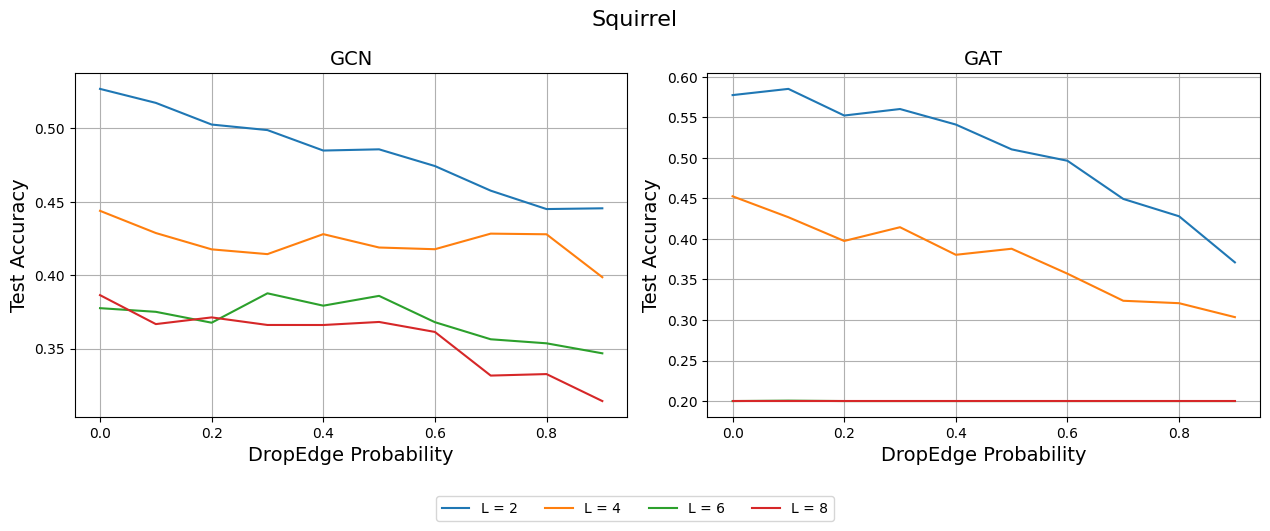 Squirrel
GCN
Test Accuracy
0.50
0.45
0.40
0.35
0.0 0.2 0.4 0.6 0.8
DropEdge Probability
GAT
Test Accuracy
0.60
0.55
0.50
0.45
0.40
0.35
0.30
0.25
0.20
0.0 0.2 0.4 0.6 0.8
DropEdge Probability
L = 2 L = 4 L = 6 L = 8